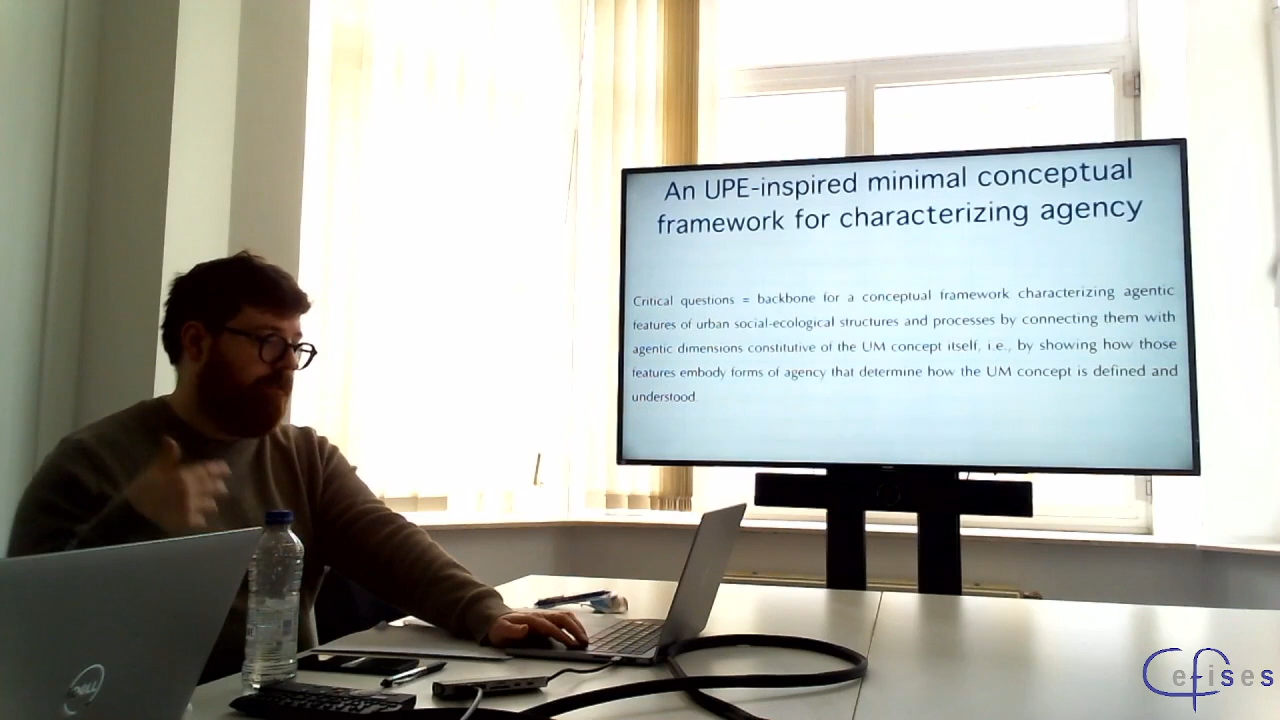 An UPE-inspired minimal conceptual
framework for characterizing agency
Critical questions = backbone for a conceptual framework characterizing agentic
features of urban social-ecological structures and processes by connecting them with
agentic dimensions constitutive of the UM concept itself, i.e., by showing how those
features embody forms of agency that determine how the UM concept is defined and
understood.
DELL
Cefises